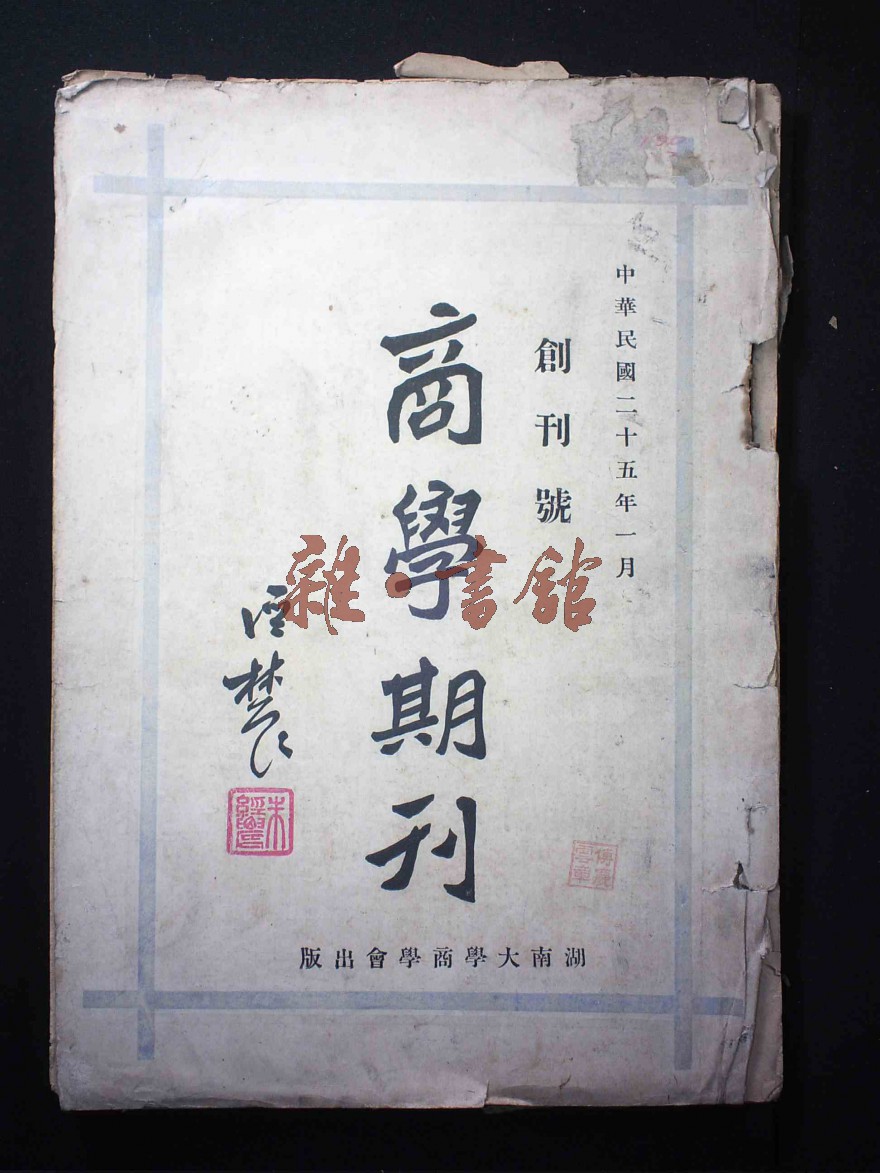 中華民國二十五年一月
創刊號
商學期刊
湖南大學商學會出版
雜·書館